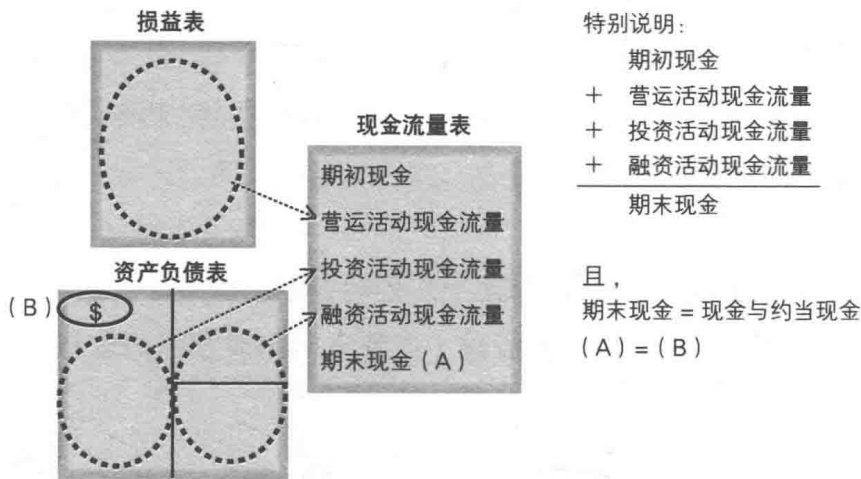 损益表
现金流量表
期初现金
营运活动现金流量
投资活动现金流量
融资活动现金流量
期末现金（A）
资产负债表
（B）
$
特别说明：
期初现金
+ 营运活动现金流量
+ 投资活动现金流量
+ 融资活动现金流量
期末现金
且，
期末现金 = 现金与约当现金
（A）=（B）